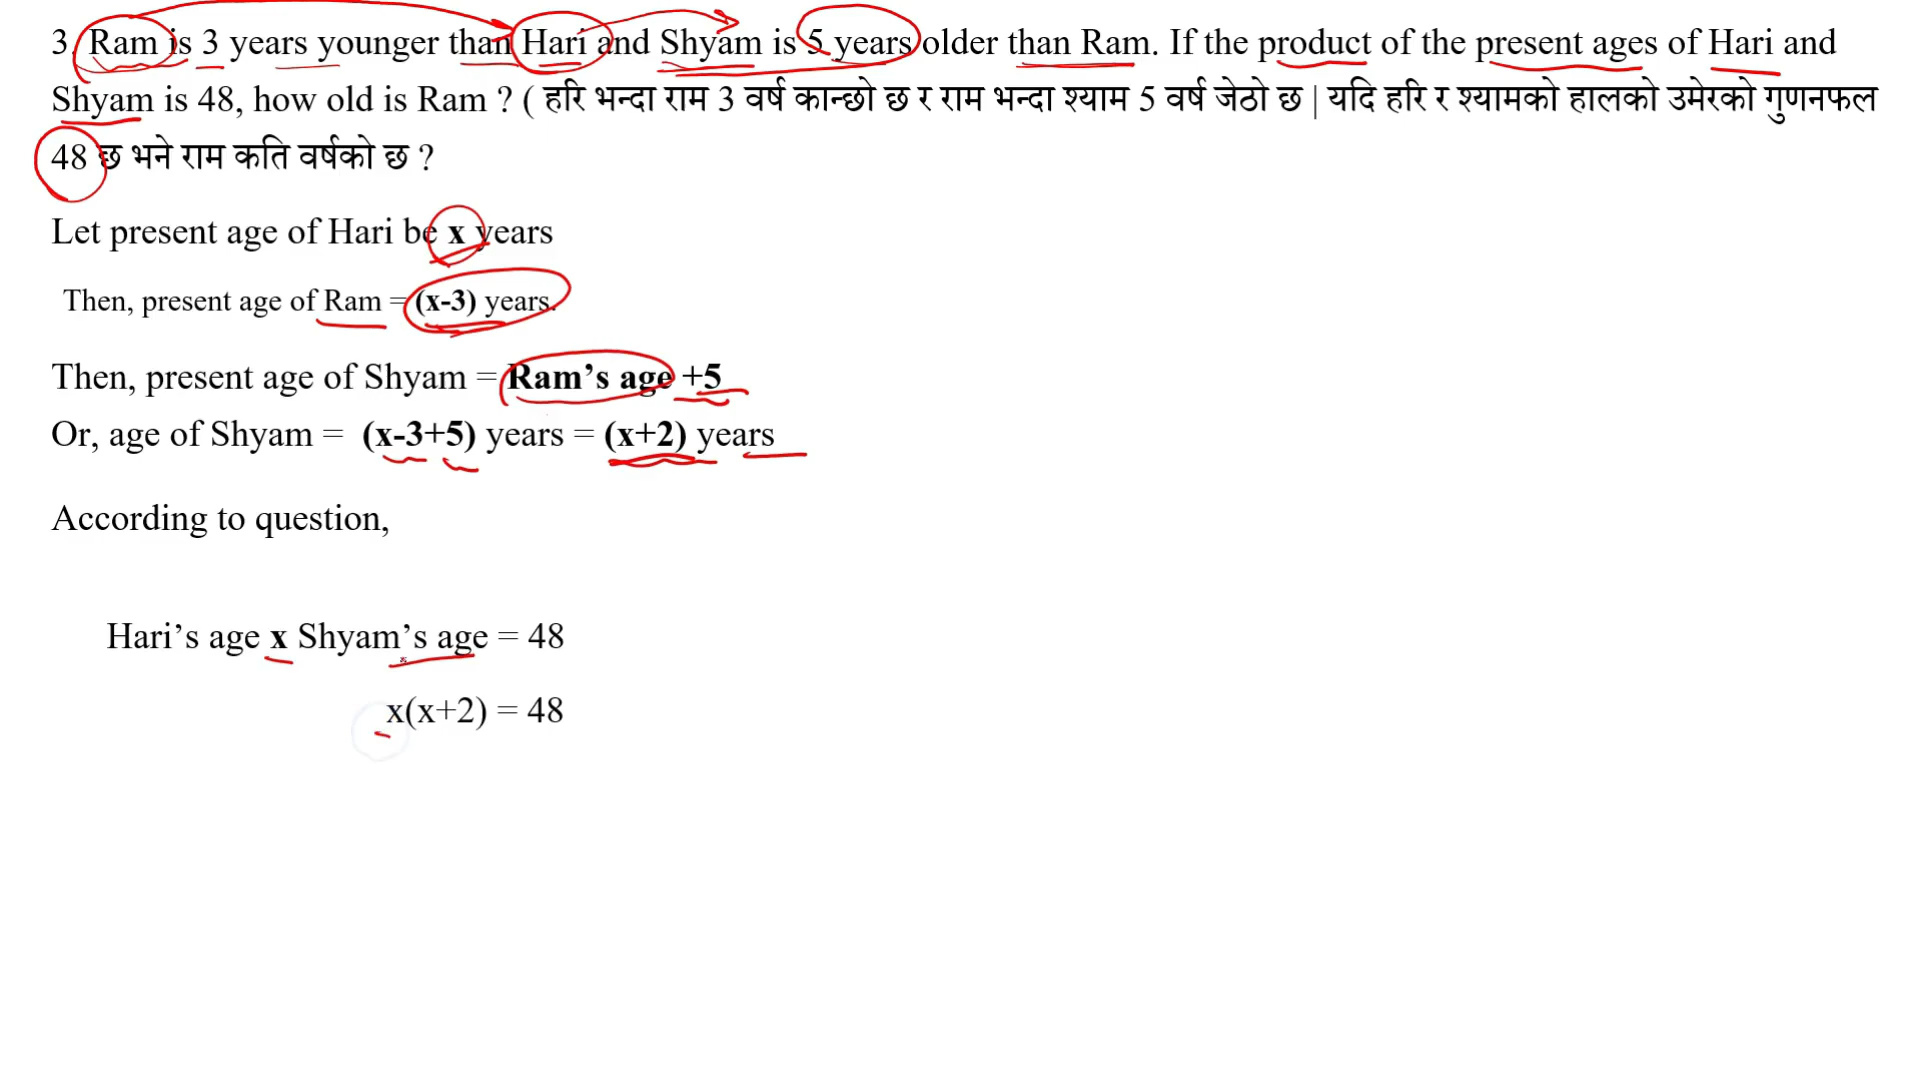 3. Ram is 3 years younger than Hari and Shyam is 5 years older than Ram. If the product of the present ages of Hari and
Shyam is 48, how old is Ram ? ( हरि भन्दा राम 3 वर्ष कान्छो छ र राम भन्दा श्याम 5 वर्ष जेठो छ | यदि हरि र श्यामको हालको उमेरको गुणनफल
48 छ भने राम कति वर्षको छ ?
Let present age of Hari be x years
Then, present age of Ram = (x-3) years.
Then, present age of Shyam = Ram’s age +5
Or, age of Shyam = (x-3+5) years = (x+2) years
According to question,
Hari’s age x Shyam’s age = 48
x(x+2) = 48